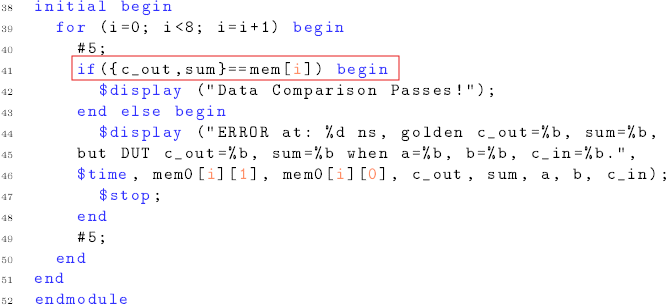 38 initial begin
39 for (i=0; i<8; i=i+1) begin
40 #5;
41 if({c_out,sum}==mem[i]) begin
42 $display ("Data Comparison Passes!");
43 end else begin
44 $display ("ERROR at: %d ns, golden c_out=%b, sum=%b,
45 but DUT c_out=%b, sum=%b when a=%b, b=%b, c_in=%b.",
46 $time, mem0[i][1], mem0[i][0], c_out, sum, a, b, c_in);
47 $stop;
48 end
49 #5;
50 end
51 end
52 endmodule